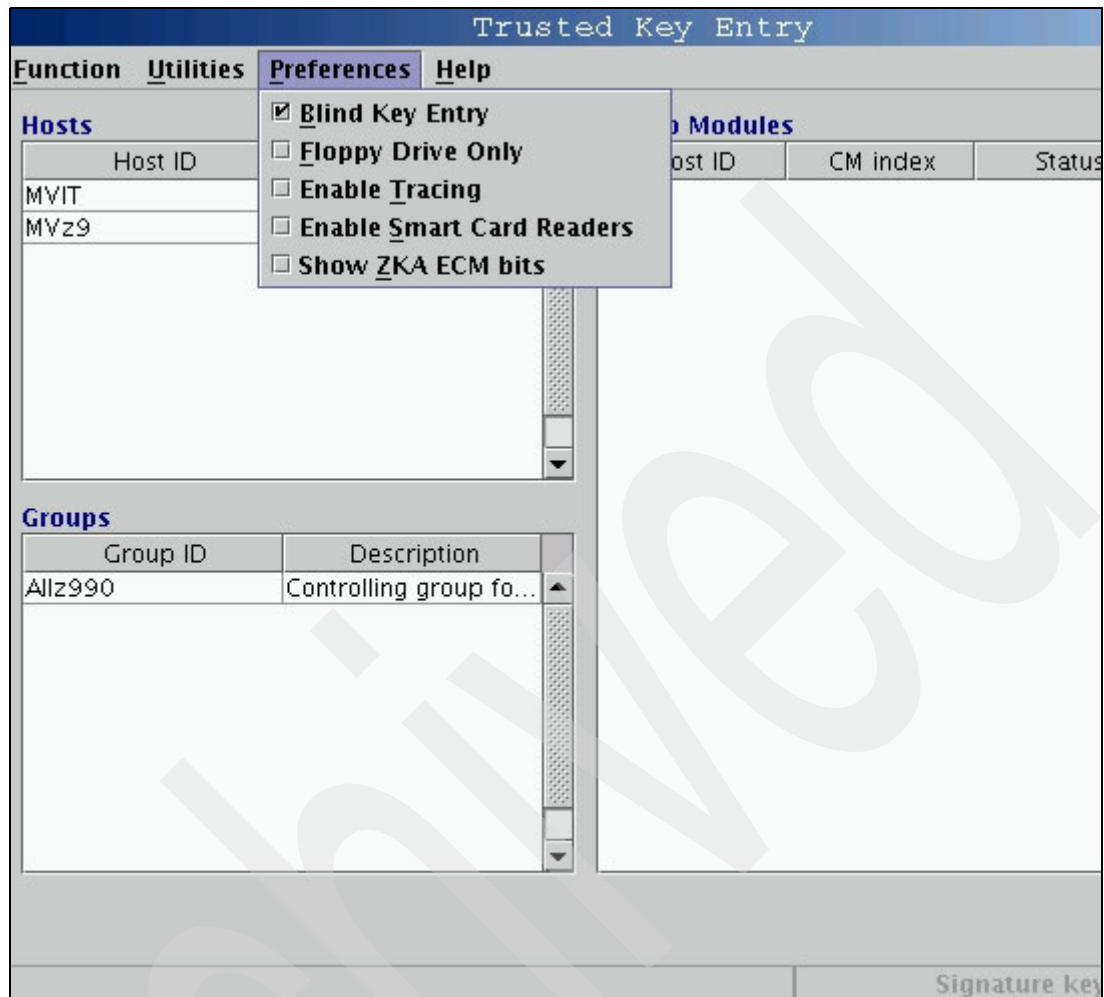 Trusted Key Entry
Function Utilities Preferences Help
Blind Key Entry
Floppy Drive Only
Enable Tracing
Enable Smart Card Readers
Show ZKA ECM bits
Hosts
Host ID
MVIT
MVz9
Modules
ost ID CM index Status
Groups
Group ID Description
Allz990 Controlling group fo...
Signature key
hived